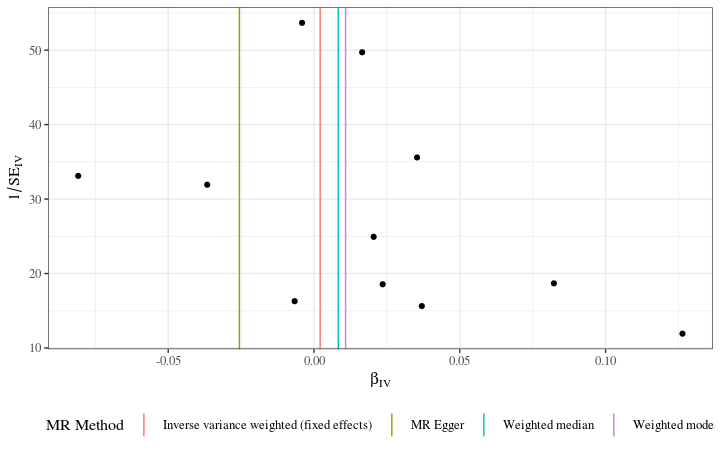 50
40
30
20
10
1/SE_IV
-0.05 0.00 0.05 0.10
β_IV
MR Method Inverse variance weighted (fixed effects) MR Egger Weighted median Weighted mode